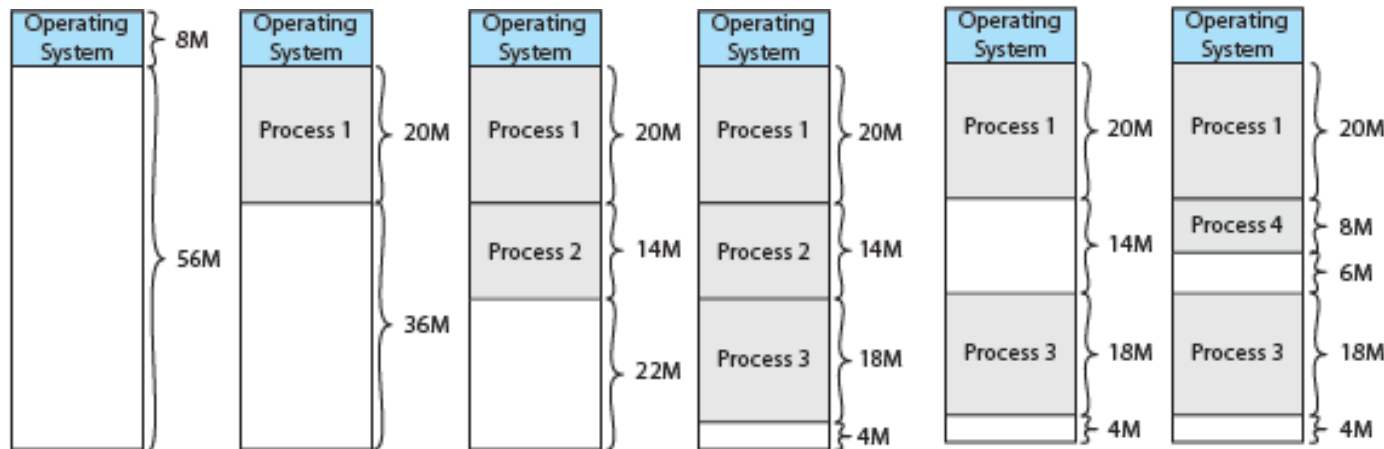 Operating
System
8M
56M
Operating
System
Process 1
20M
36M
Operating
System
Process 1
20M
Process 2
14M
22M
Operating
System
Process 1
20M
Process 2
14M
Process 3
18M
4M
Operating
System
Process 1
20M
14M
Process 3
18M
4M
Operating
System
Process 1
20M
Process 4
8M
6M
Process 3
18M
4M